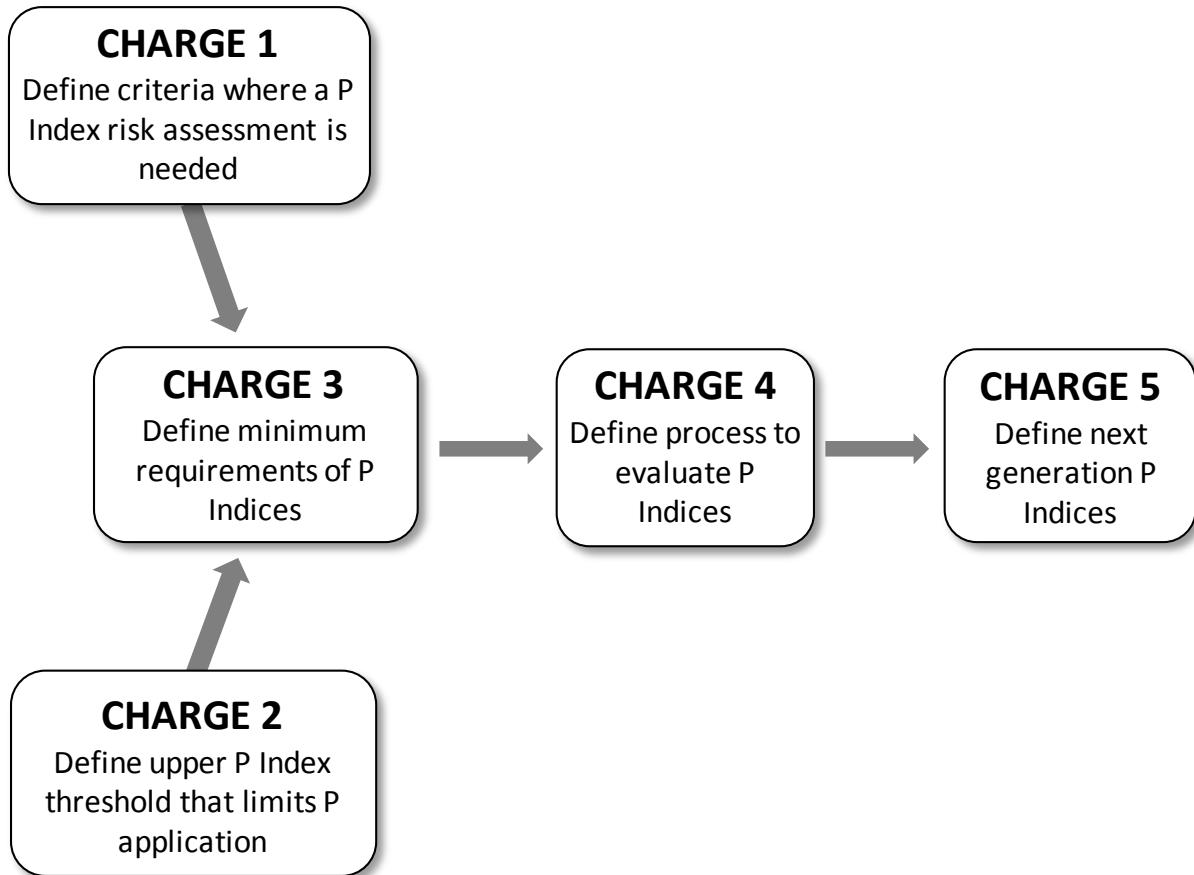 CHARGE 1
Define criteria where a P
Index risk assessment is
needed
CHARGE 3
Define minimum
requirements of P
Indices
CHARGE 4
Define process to
evaluate P
Indices
CHARGE 5
Define next
generation P
Indices
CHARGE 2
Define upper P Index
threshold that limits P
application